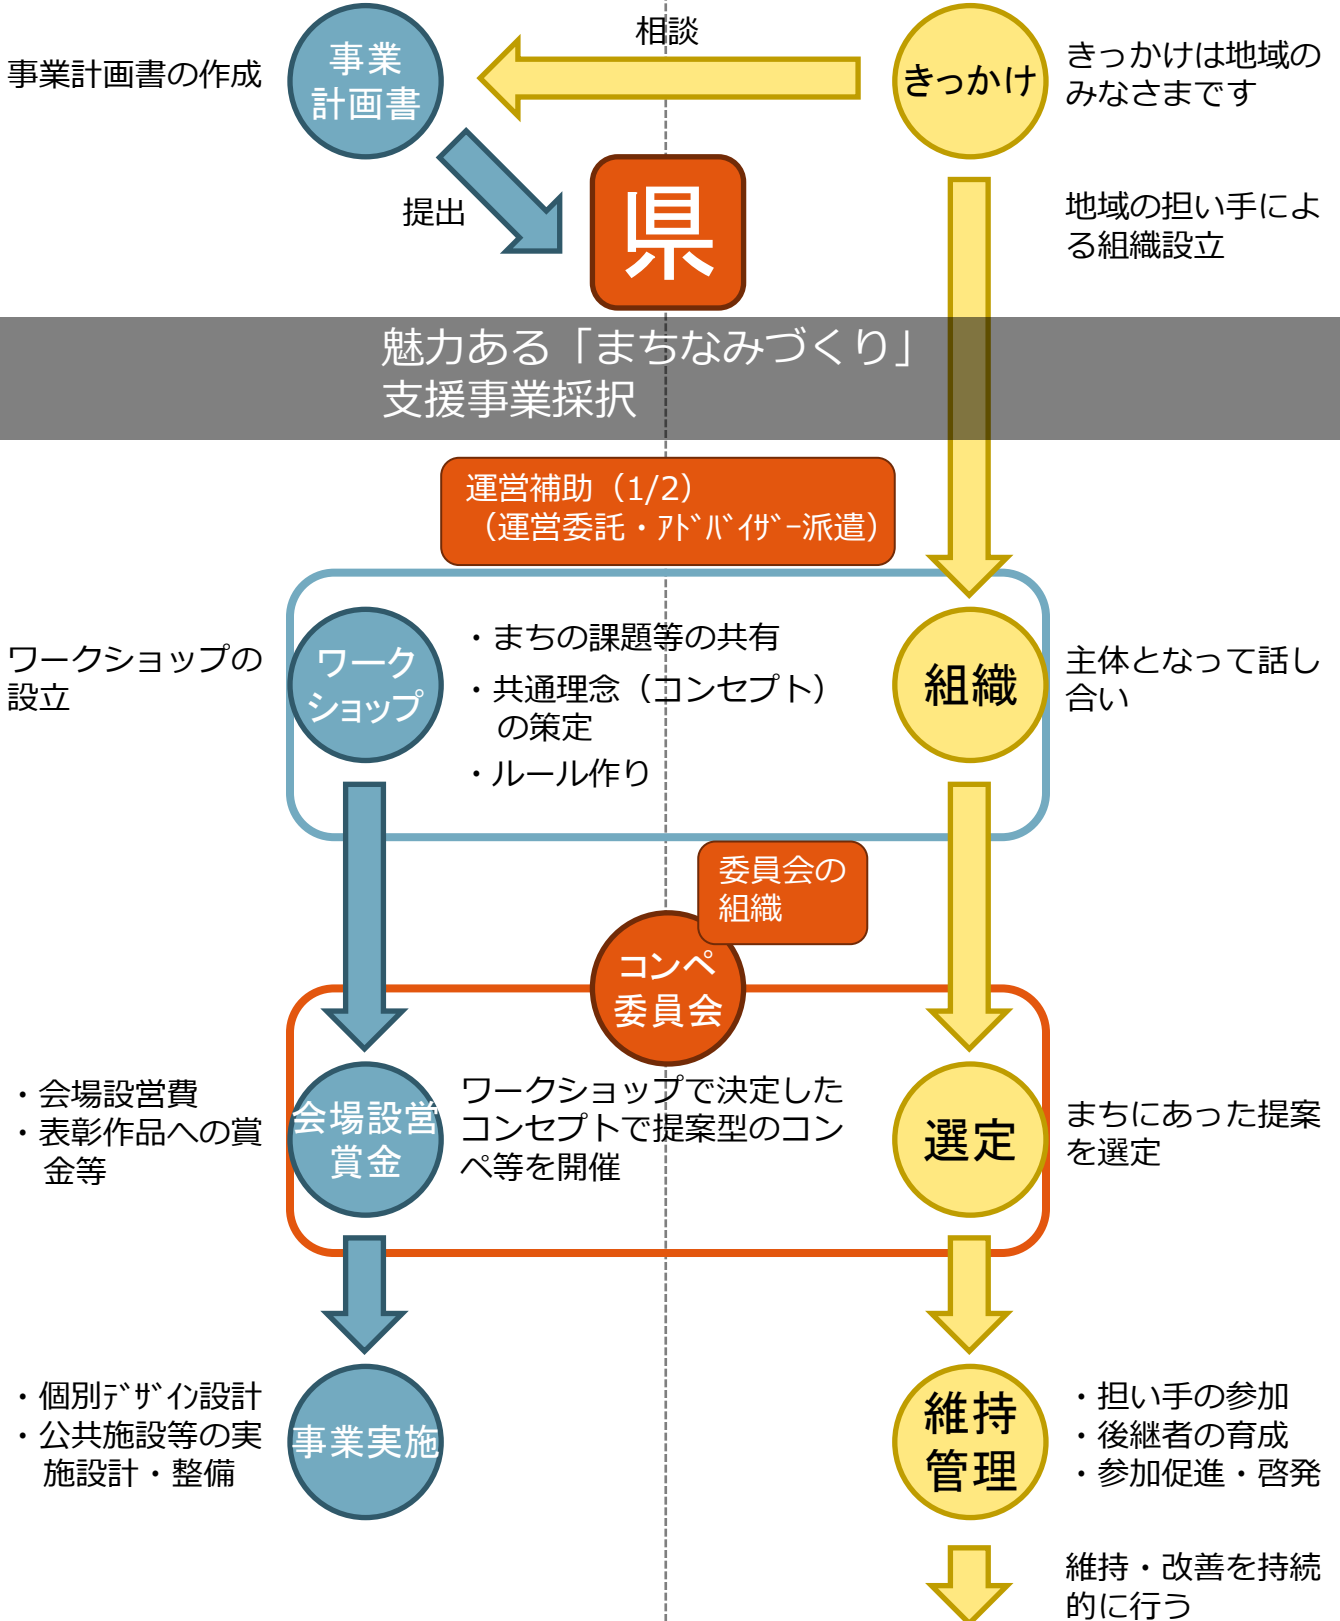 相談
事業計画書の作成
事業
計画書
きっかけ
きっかけは地域の
みなさまです
提出
県
地域の担い手によ
る組織設立
魅力ある「まちなみづくり」
支援事業採択
運営補助（1/2）
（運営委託・ｱﾄﾞﾊﾞｲｻﾞｰ派遣）
ワークショップの
設立
ワーク
ショップ
・まちの課題等の共有
・共通理念（コンセプト）
の策定
・ルール作り
組織
主体となって話し
合い
委員会の
組織
コンペ
委員会
・会場設営費
・表彰作品への賞
金等
会場設営
賞金
ワークショップで決定した
コンセプトで提案型のコン
ペ等を開催
選定
まちにあった提案
を選定
・個別ﾃﾞｻﾞｲﾝ設計
・公共施設等の実
施設計・整備
事業実施
維持
管理
・担い手の参加
・後継者の育成
・参加促進・啓発
維持・改善を持続
的に行う